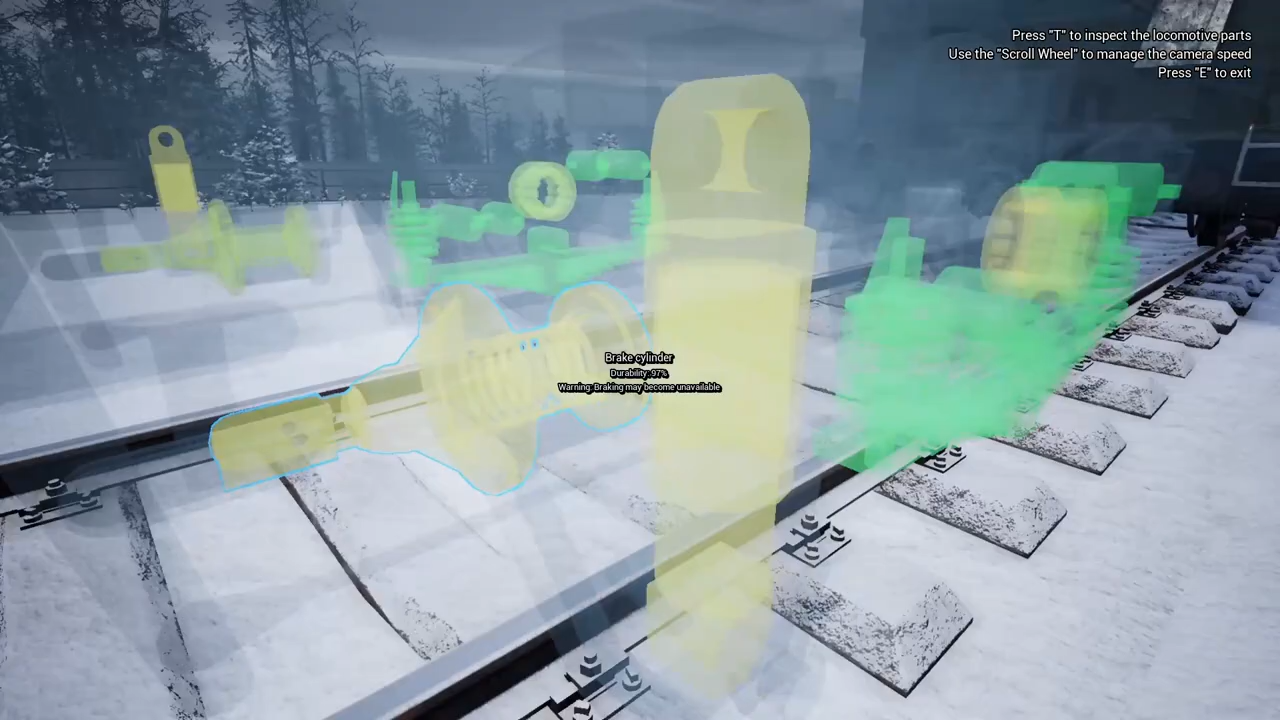 Press "T" to inspect the locomotive parts
Use the "Scroll Wheel" to manage the camera speed
Press "E" to exit
Brake cylinder
Durability: 97%
Warning: Braking may become unavailable